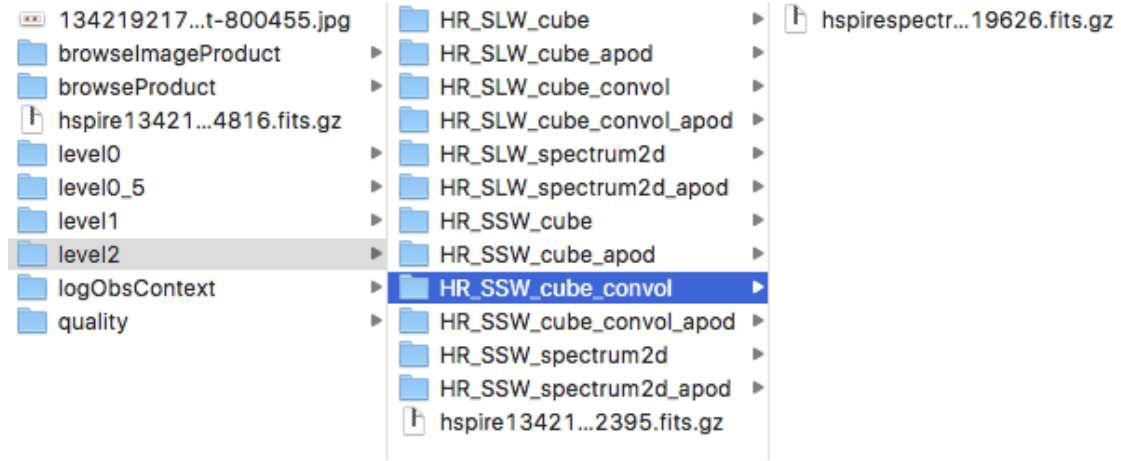 134219217...t-800455.jpg
browseImageProduct
browseProduct
hspire13421...4816.fits.gz
level0
level0_5
level1
level2
logObsContext
quality
HR_SLW_cube
HR_SLW_cube_apod
HR_SLW_cube_convol
HR_SLW_cube_convol_apod
HR_SLW_spectrum2d
HR_SLW_spectrum2d_apod
HR_SSW_cube
HR_SSW_cube_apod
HR_SSW_cube_convol
HR_SSW_cube_convol_apod
HR_SSW_spectrum2d
HR_SSW_spectrum2d_apod
hspire13421...2395.fits.gz
hspirespectr...19626.fits.gz